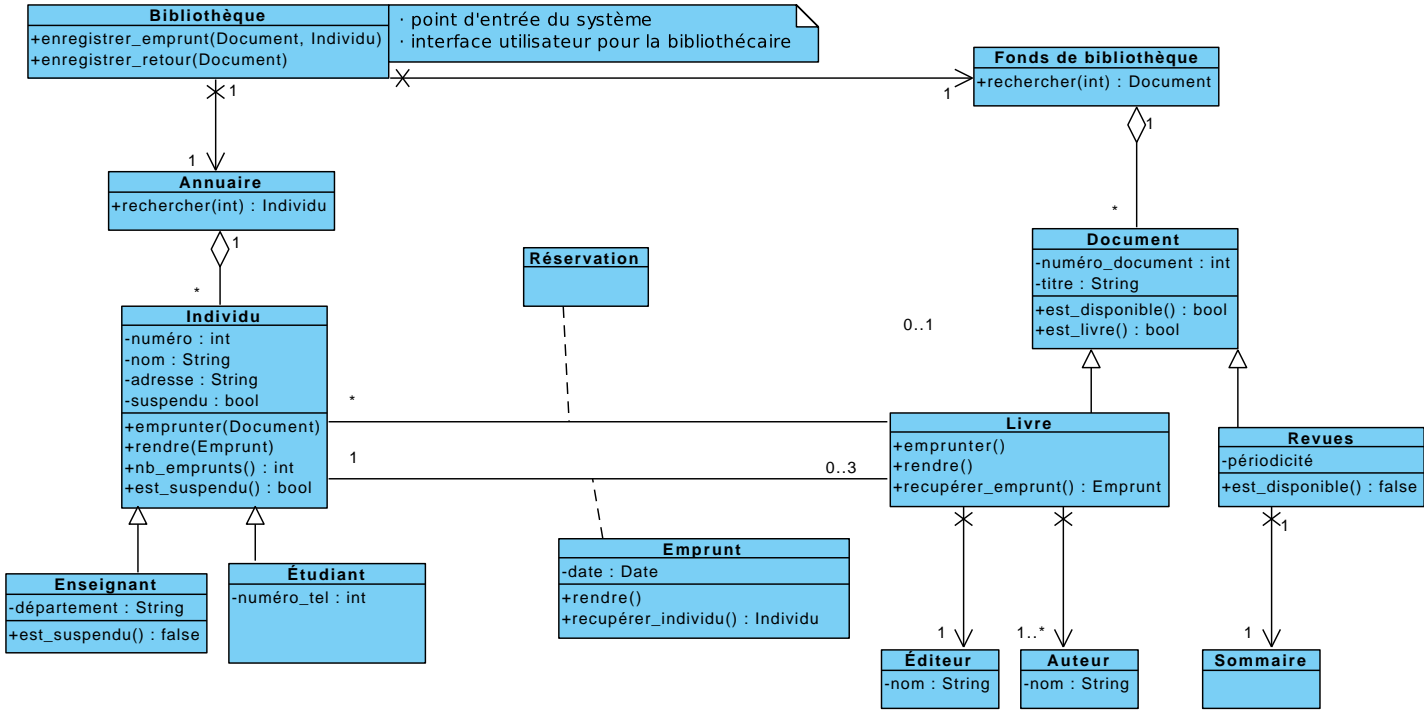 Bibliothèque
+enregistrer_emprunt(Document, Individu)
+enregistrer_retour(Document)
· point d'entrée du système
· interface utilisateur pour la bibliothécaire
Fonds de bibliothèque
+rechercher(int) : Document
1
1
1
1
Annuaire
+rechercher(int) : Individu
1
*
*
Réservation
Document
-numéro_document : int
-titre : String
+est_disponible() : bool
+est_livre() : bool
Individu
-numéro : int
-nom : String
-adresse : String
-suspendu : bool
+emprunter(Document)
+rendre(Emprunt)
+nb_emprunts() : int
+est_suspendu() : bool
0..1
*
1
0..3
Livre
+emprunter()
+rendre()
+recupérer_emprunt() : Emprunt
Revues
-périodicité
+est_disponible() : false
1
Enseignant
-département : String
+est_suspendu() : false
Étudiant
-numéro_tel : int
Emprunt
-date : Date
+rendre()
+recupérer_individu() : Individu
1
1..*
1
Éditeur
-nom : String
Auteur
-nom : String
Sommaire